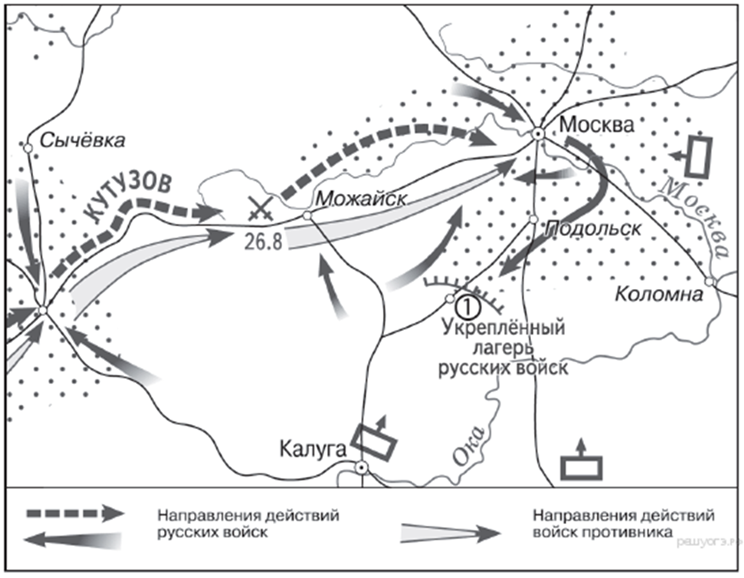 Москва
Сычёвка
КУТУЗОВ
Можайск
Москва
26.8
Подольск
Коломна
1
Укреплённый
лагерь
русских войск
Калуга
Ока
Направления действий
русских войск
Направления действий
войск противника
решуогэ.рф